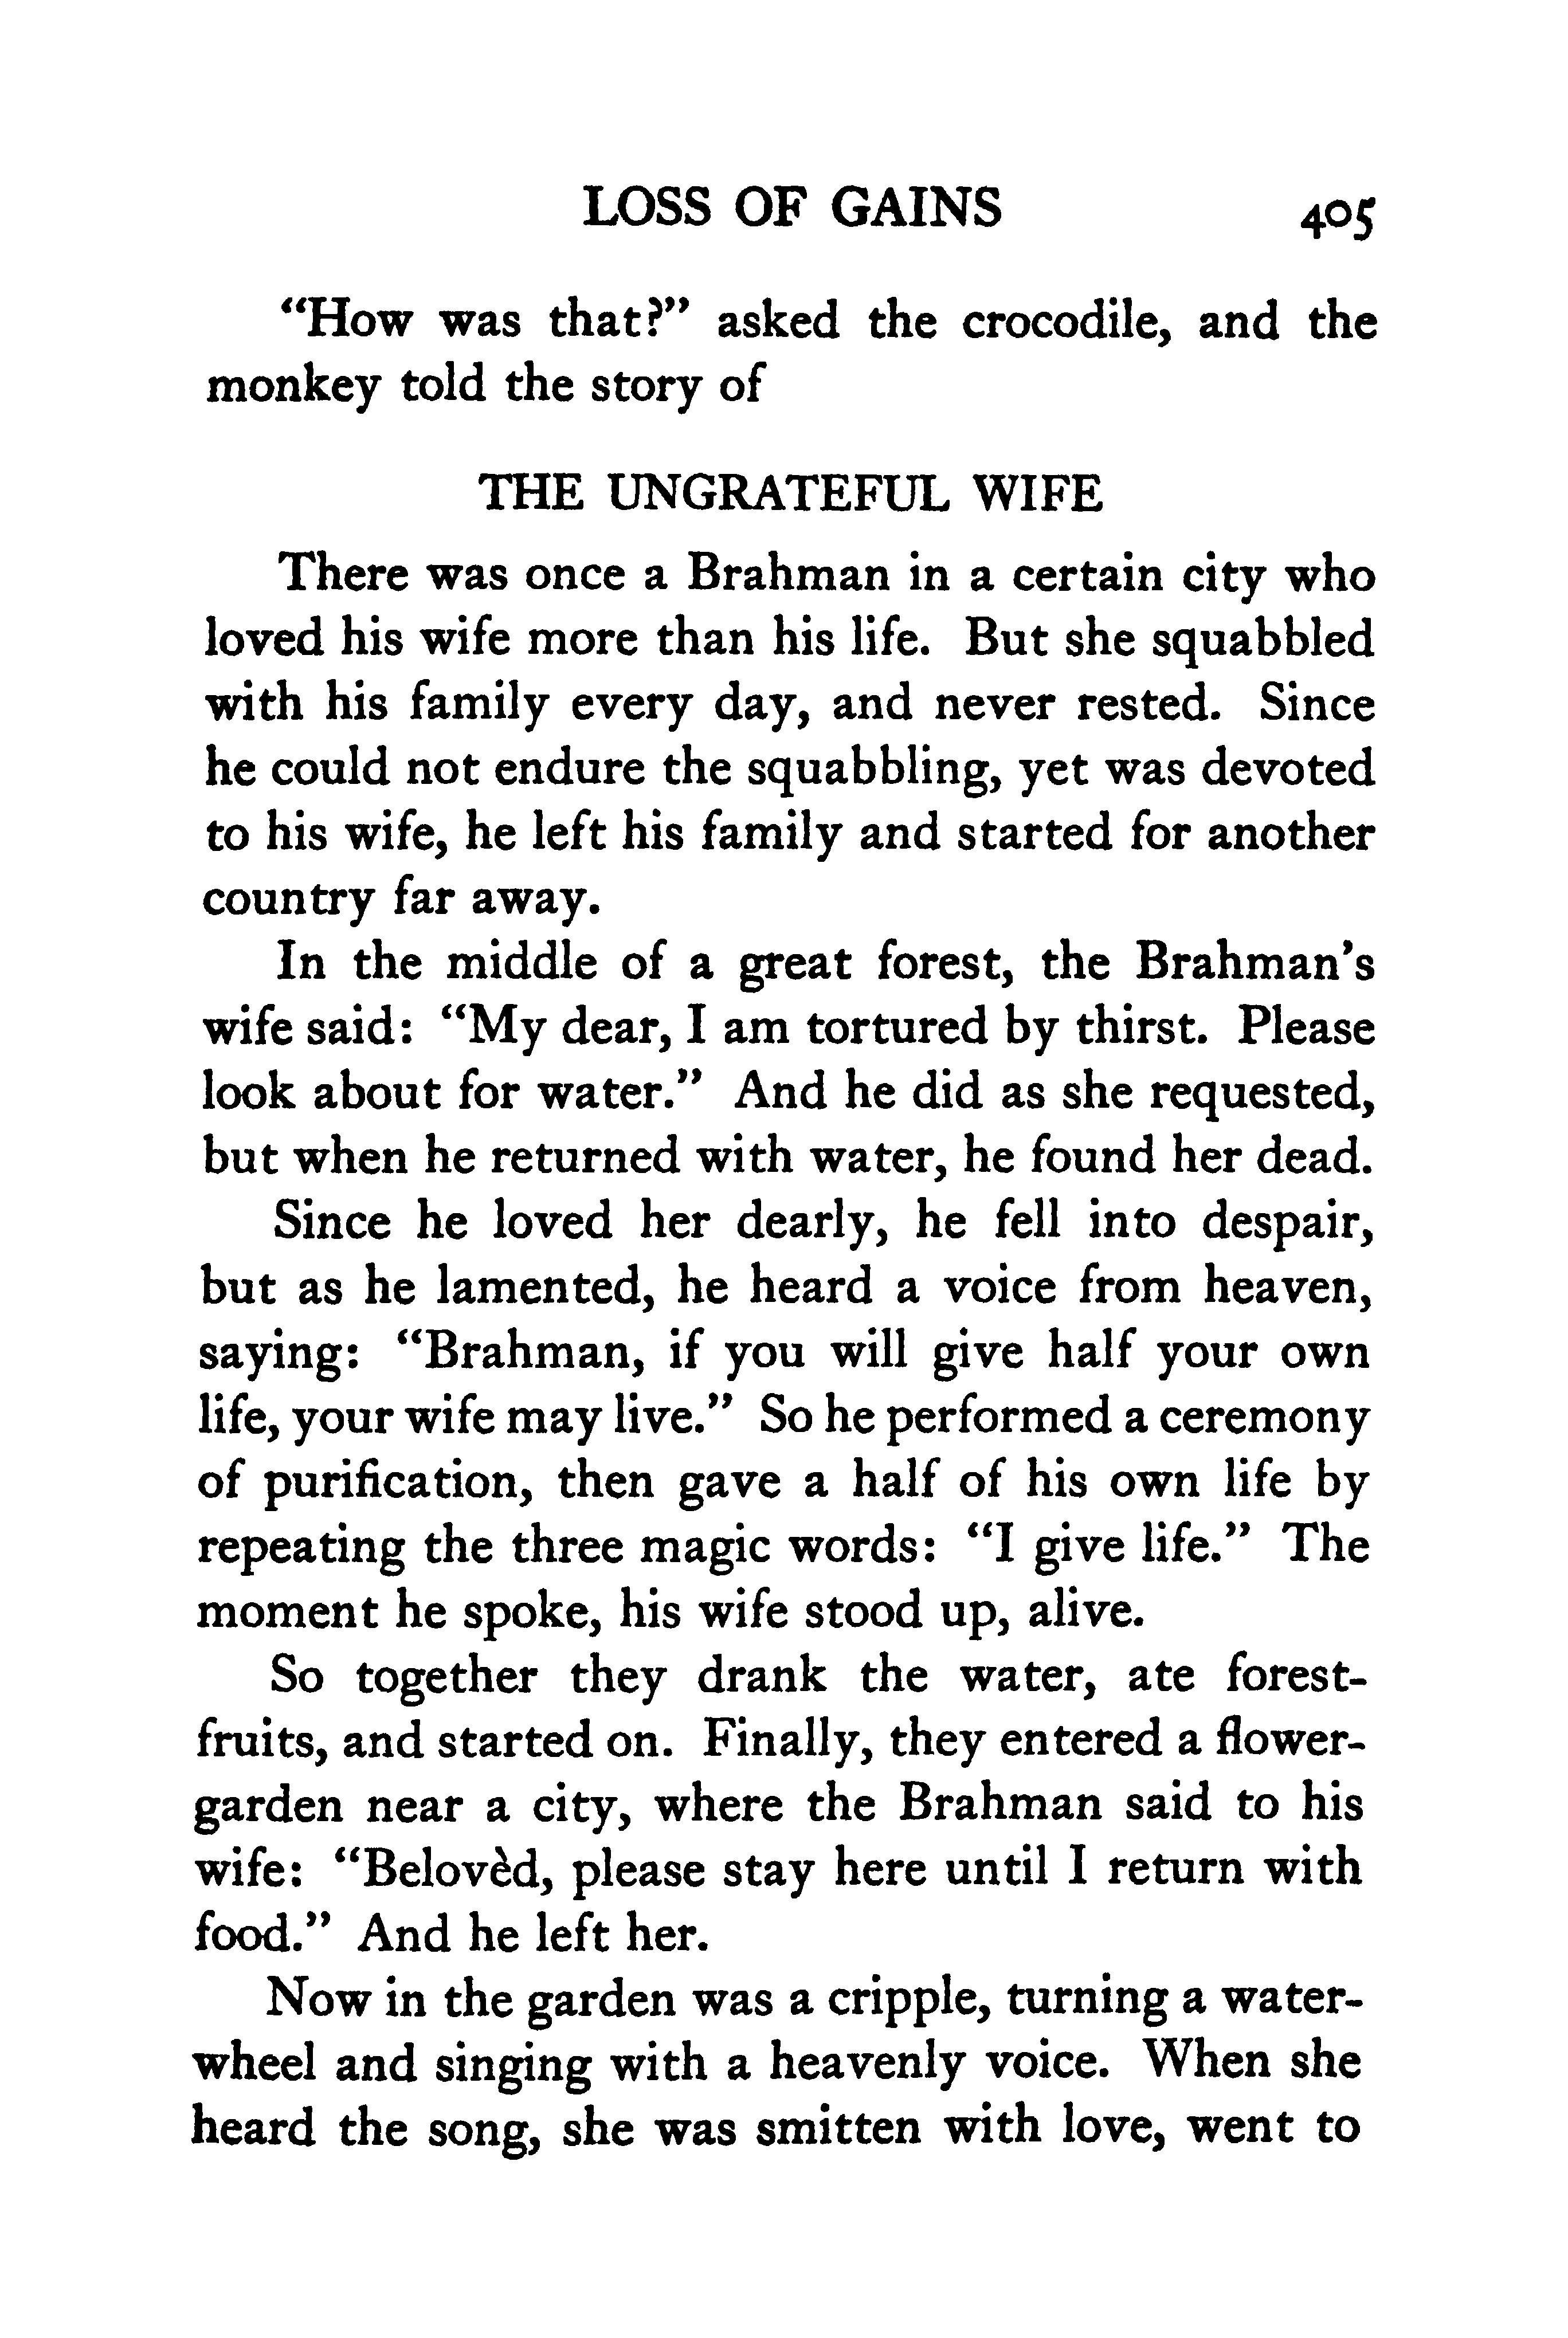 LOSS OF GAINS 405
“How was that?” asked the crocodile, and the
monkey told the story of
THE UNGRATEFUL WIFE
There was once a Brahman in a certain city who
loved his wife more than his life. But she squabbled
with his family every day, and never rested. Since
he could not endure the squabbling, yet was devoted
to his wife, he left his family and started for another
country far away.
In the middle of a great forest, the Brahman’s
wife said: “My dear, I am tortured by thirst. Please
look about for water.” And he did as she requested,
but when he returned with water, he found her dead.
Since he loved her dearly, he fell into despair,
but as he lamented, he heard a voice from heaven,
saying: “Brahman, if you will give half your own
life, your wife may live.” So he performed a ceremony
of purification, then gave a half of his own life by
repeating the three magic words: “I give life.” The
moment he spoke, his wife stood up, alive.
So together they drank the water, ate forest-
fruits, and started on. Finally, they entered a flower-
garden near a city, where the Brahman said to his
wife: “Belovèd, please stay here until I return with
food.” And he left her.
Now in the garden was a cripple, turning a water-
wheel and singing with a heavenly voice. When she
heard the song, she was smitten with love, went to